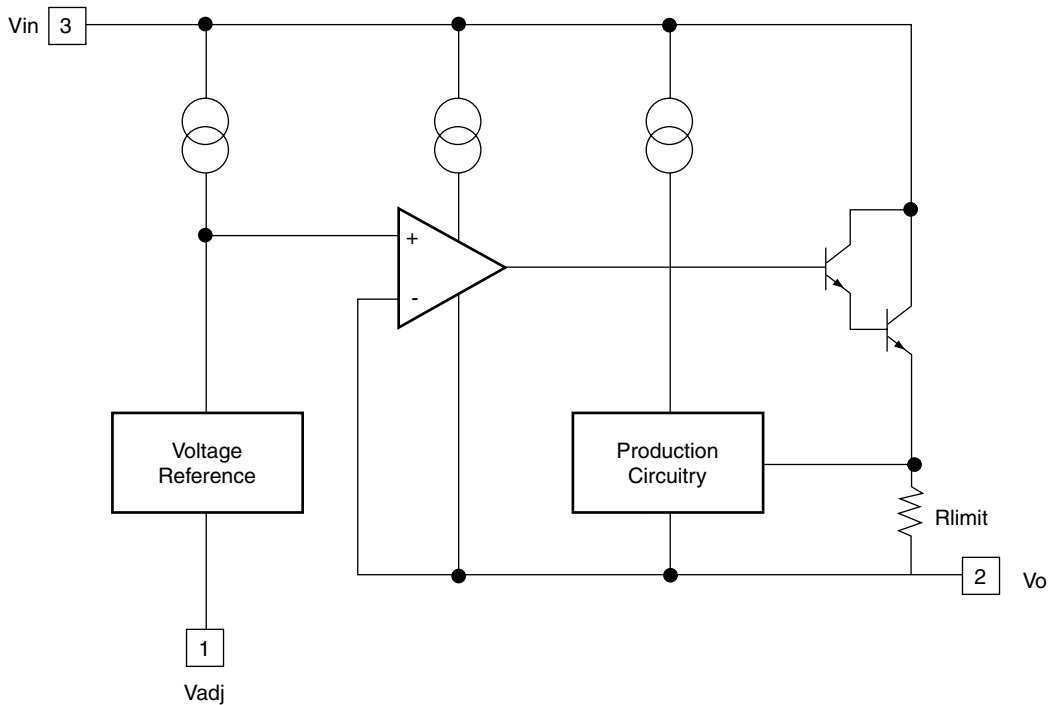 Vin 3
+
-
Voltage
Reference
Production
Circuitry
Rlimit
2 Vo
1
Vadj